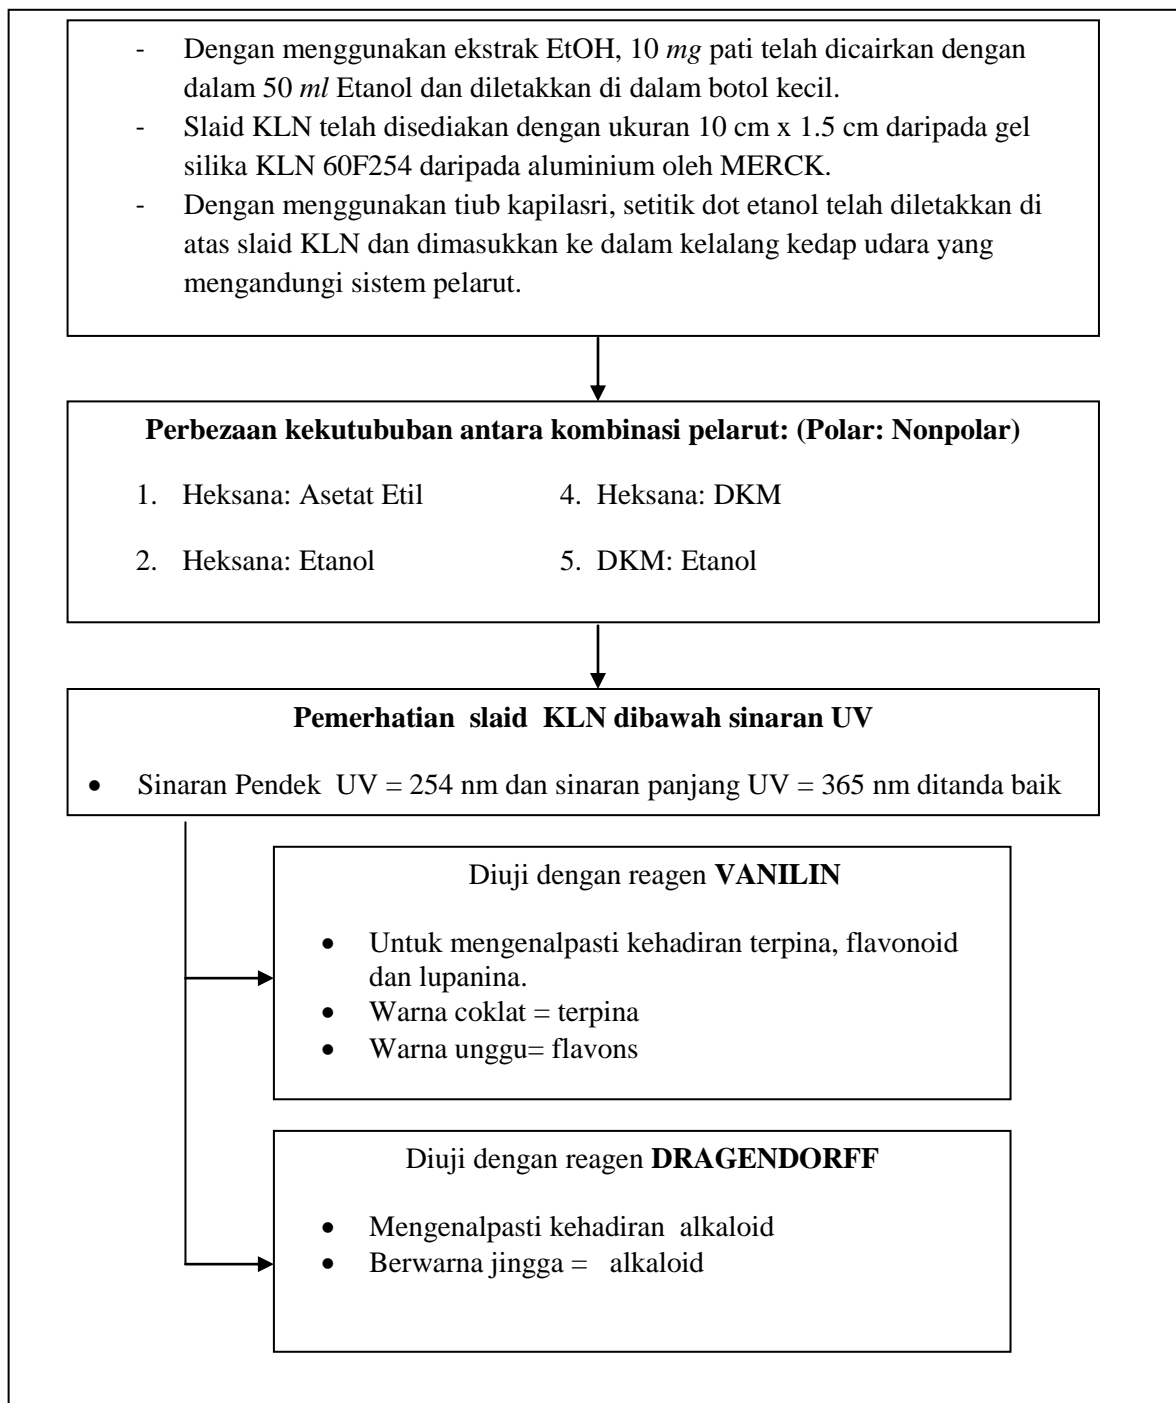 - Dengan menggunakan ekstrak EtOH, 10 mg pati telah dicairkan dengan
dalam 50 ml Etanol dan diletakkan di dalam botol kecil.
- Slaid KLN telah disediakan dengan ukuran 10 cm x 1.5 cm daripada gel
silika KLN 60F254 daripada aluminium oleh MERCK.
- Dengan menggunakan tiub kapilasri, setitik dot etanol telah diletakkan di
atas slaid KLN dan dimasukkan ke dalam kelalang kedap udara yang
mengandungi sistem pelarut.
Perbezaan kekutububan antara kombinasi pelarut: (Polar: Nonpolar)
1. Heksana: Asetat Etil 4. Heksana: DKM
2. Heksana: Etanol 5. DKM: Etanol
Pemerhatian slaid KLN dibawah sinaran UV
• Sinaran Pendek UV = 254 nm dan sinaran panjang UV = 365 nm ditanda baik
Diuji dengan reagen VANILIN
• Untuk mengenalpasti kehadiran terpina, flavonoid
dan lupanina.
• Warna coklat = terpina
• Warna unggu= flavons
Diuji dengan reagen DRAGENDORFF
• Mengenalpasti kehadiran alkaloid
• Berwarna jingga = alkaloid